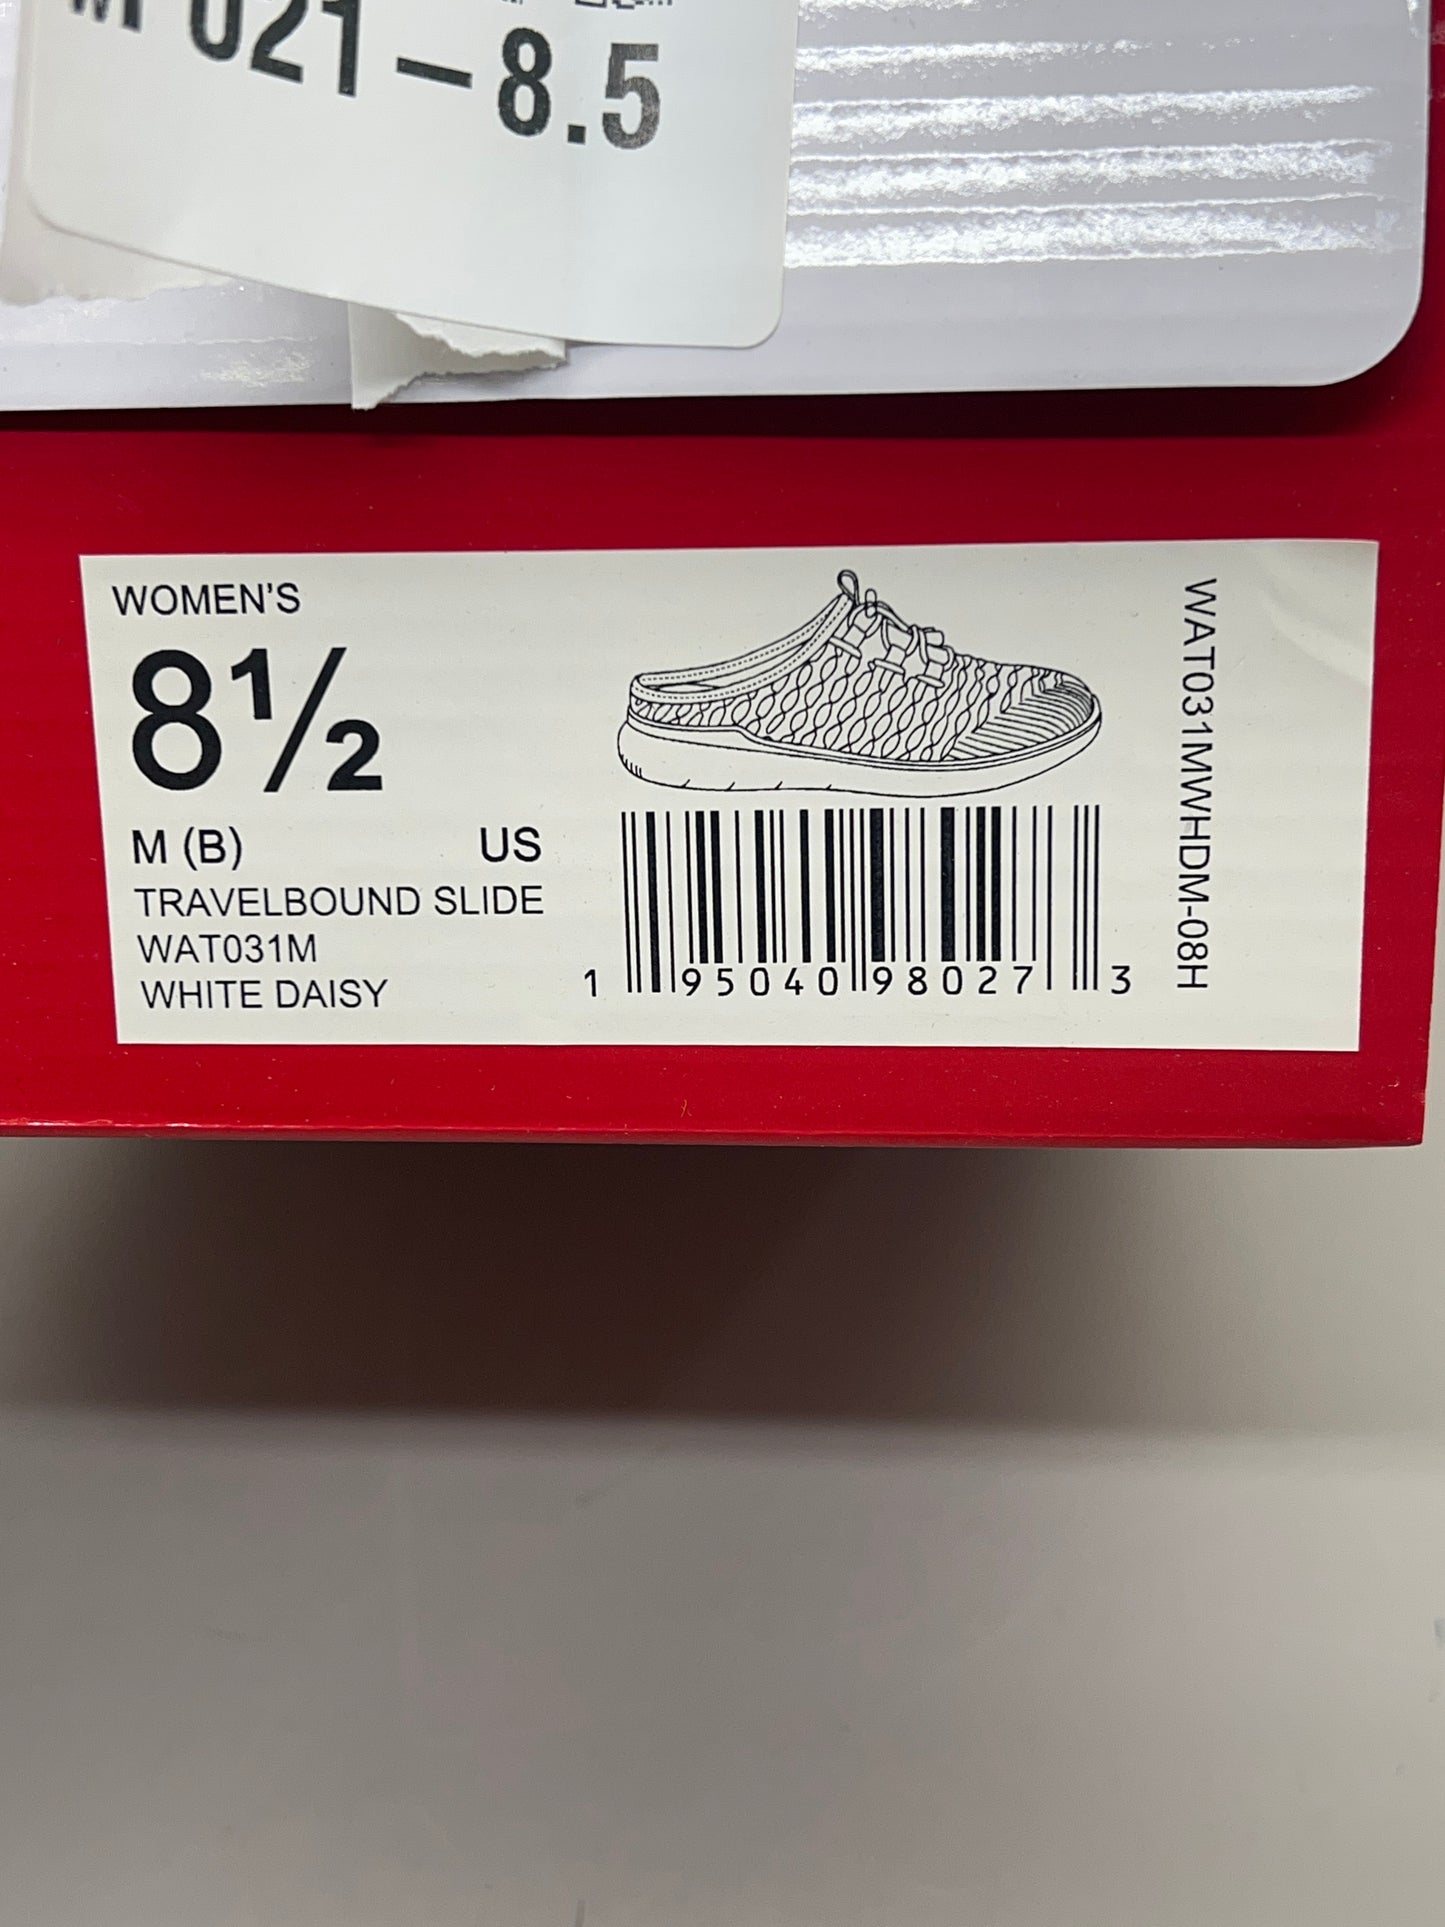 021-8.5
WOMEN'S
8½
M (B) US
TRAVELBOUND SLIDE
WAT031M
WHITE DAISY
1 95040 98027 3
WAT031MWHDM-08H